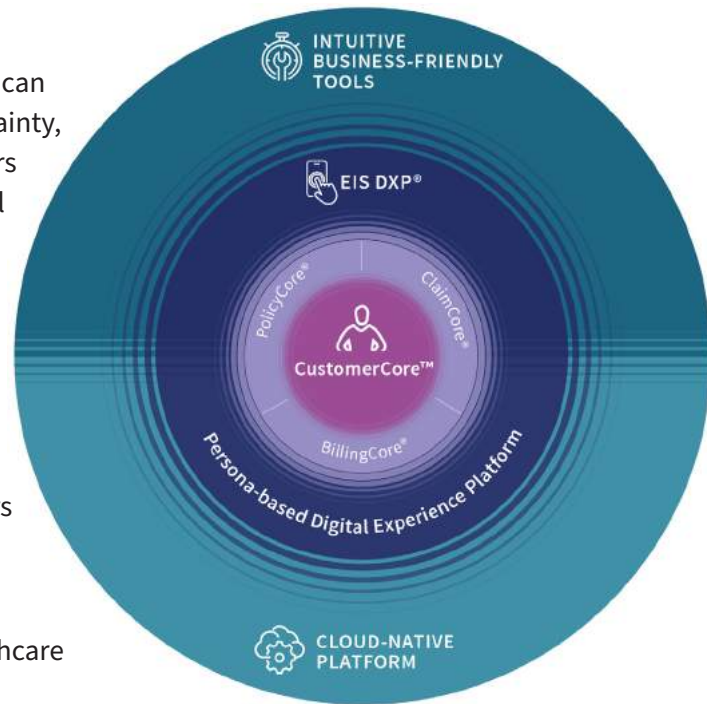 INTUITIVE
BUSINESS-FRIENDLY
TOOLS
can
ainty,
rs
EIS DXP®
PolicyCore®
ClaimCore®
CustomerCore™
BillingCore®
Persona-based Digital Experience Platform
rs
hcare
CLOUD-NATIVE
PLATFORM